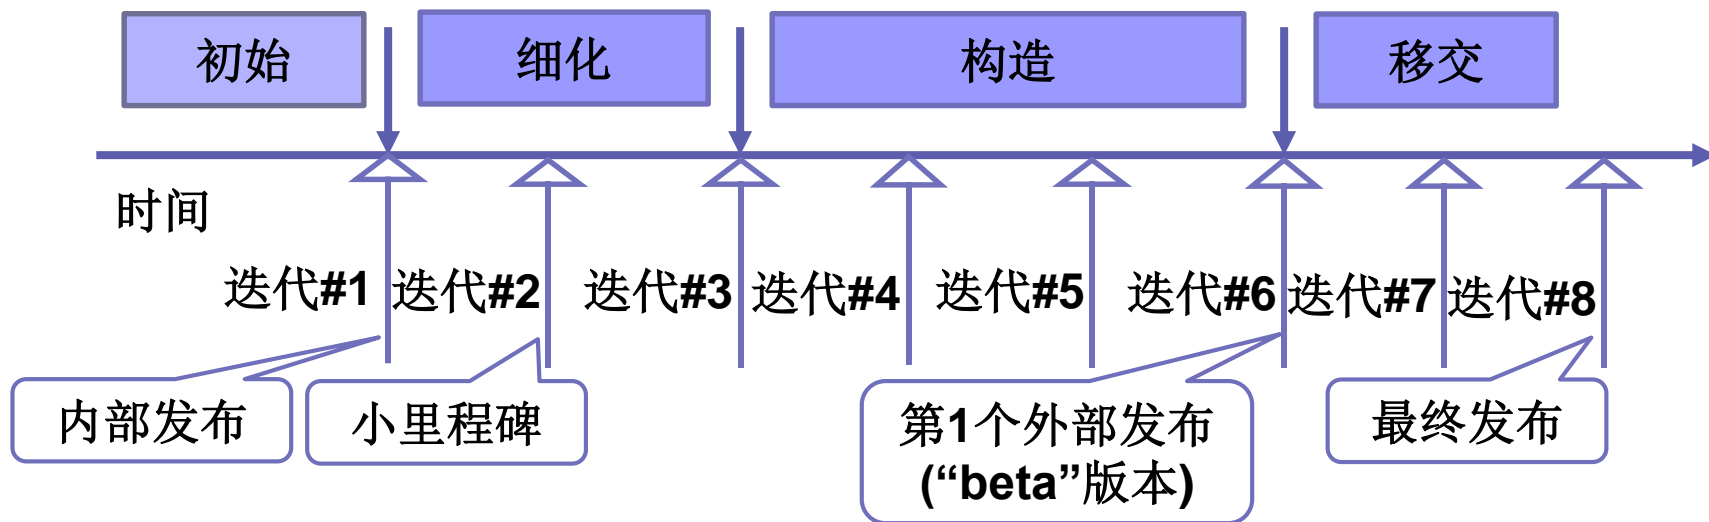 初始
细化
构造
移交
时间
迭代#1
迭代#2
迭代#3
迭代#4
迭代#5
迭代#6
迭代#7
迭代#8
内部发布
小里程碑
第1个外部发布
(“beta”版本)
最终发布